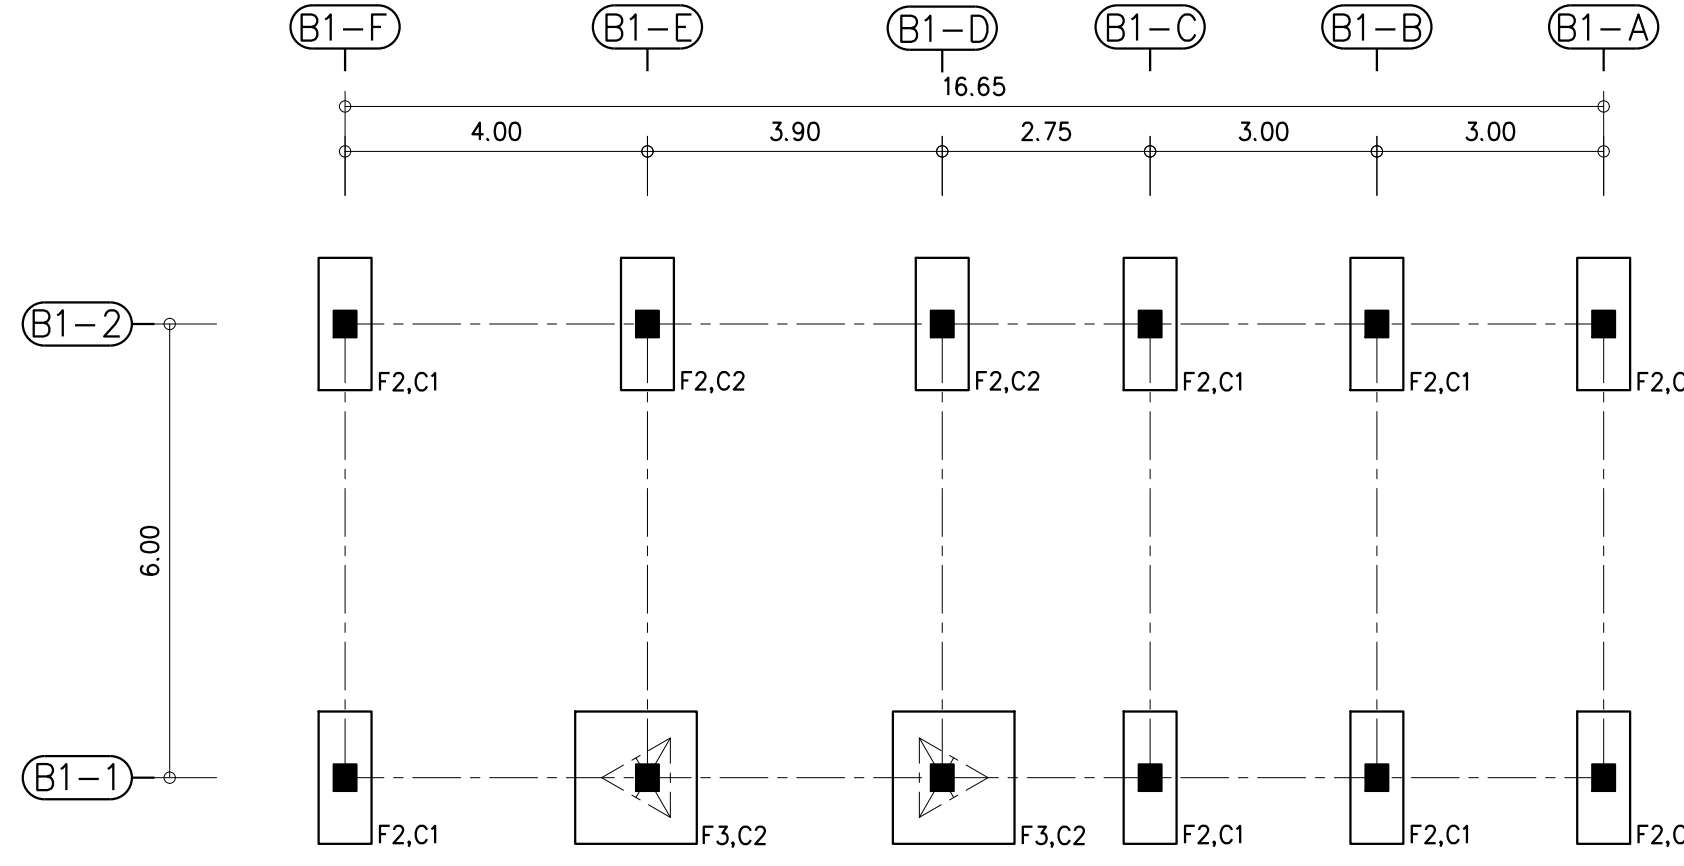 B1-F B1-E B1-D B1-C B1-B B1-A
16.65
4.00 3.90 2.75 3.00 3.00
B1-2
F2,C1 F2,C2 F2,C2 F2,C1 F2,C1 F2,C
6.00
B1-1
F2,C1 F3,C2 F3,C2 F2,C1 F2,C1 F2,C